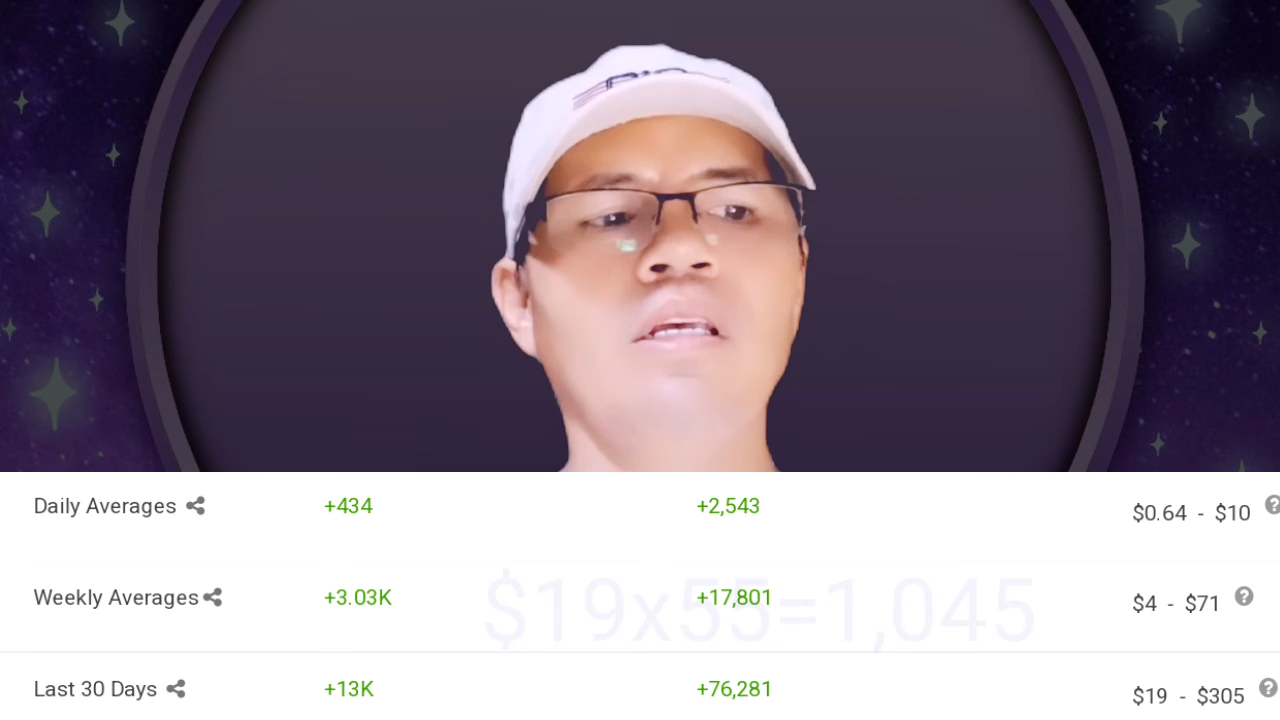 Daily Averages +434 +2,543 $0.64 - $10 ?
Weekly Averages +3.03K +17,801 $4 - $71 ?
$19x55=1,045
Last 30 Days +13K +76,281 $19 - $305 ?